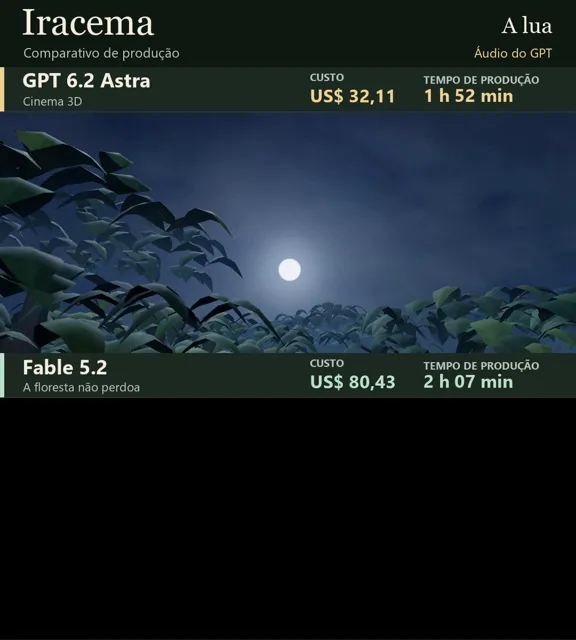 Iracema
A lua
Comparativo de produção
Áudio do GPT
GPT 6.2 Astra
Cinema 3D
CUSTO
US$ 32,11
TEMPO DE PRODUÇÃO
1 h 52 min
Fable 5.2
A floresta não perdoa
CUSTO
US$ 80,43
TEMPO DE PRODUÇÃO
2 h 07 min